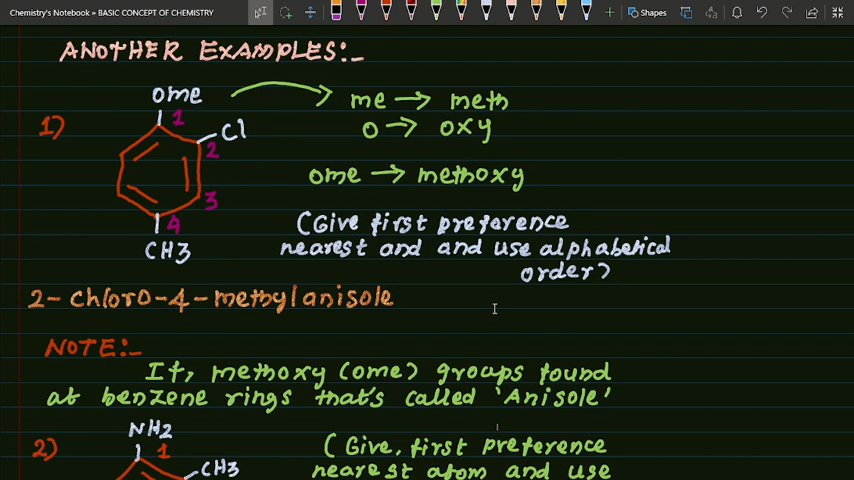 Chemistry's Notebook » BASIC CONCEPT OF CHEMISTRY
Shapes
ANOTHER EXAMPLES:-
1)
OMe
1
Cl
2
3
4
CH3
me → meth
O → oxy
ome → methoxy
(Give first preference
nearest and and use alphabetical
order)
2-chloro-4-methylanisole
NOTE:-
If, methoxy (ome) groups found
at benzene rings that's called 'Anisole'
2)
NH2
1
CH3
(Give, first preference
nearest atom and use